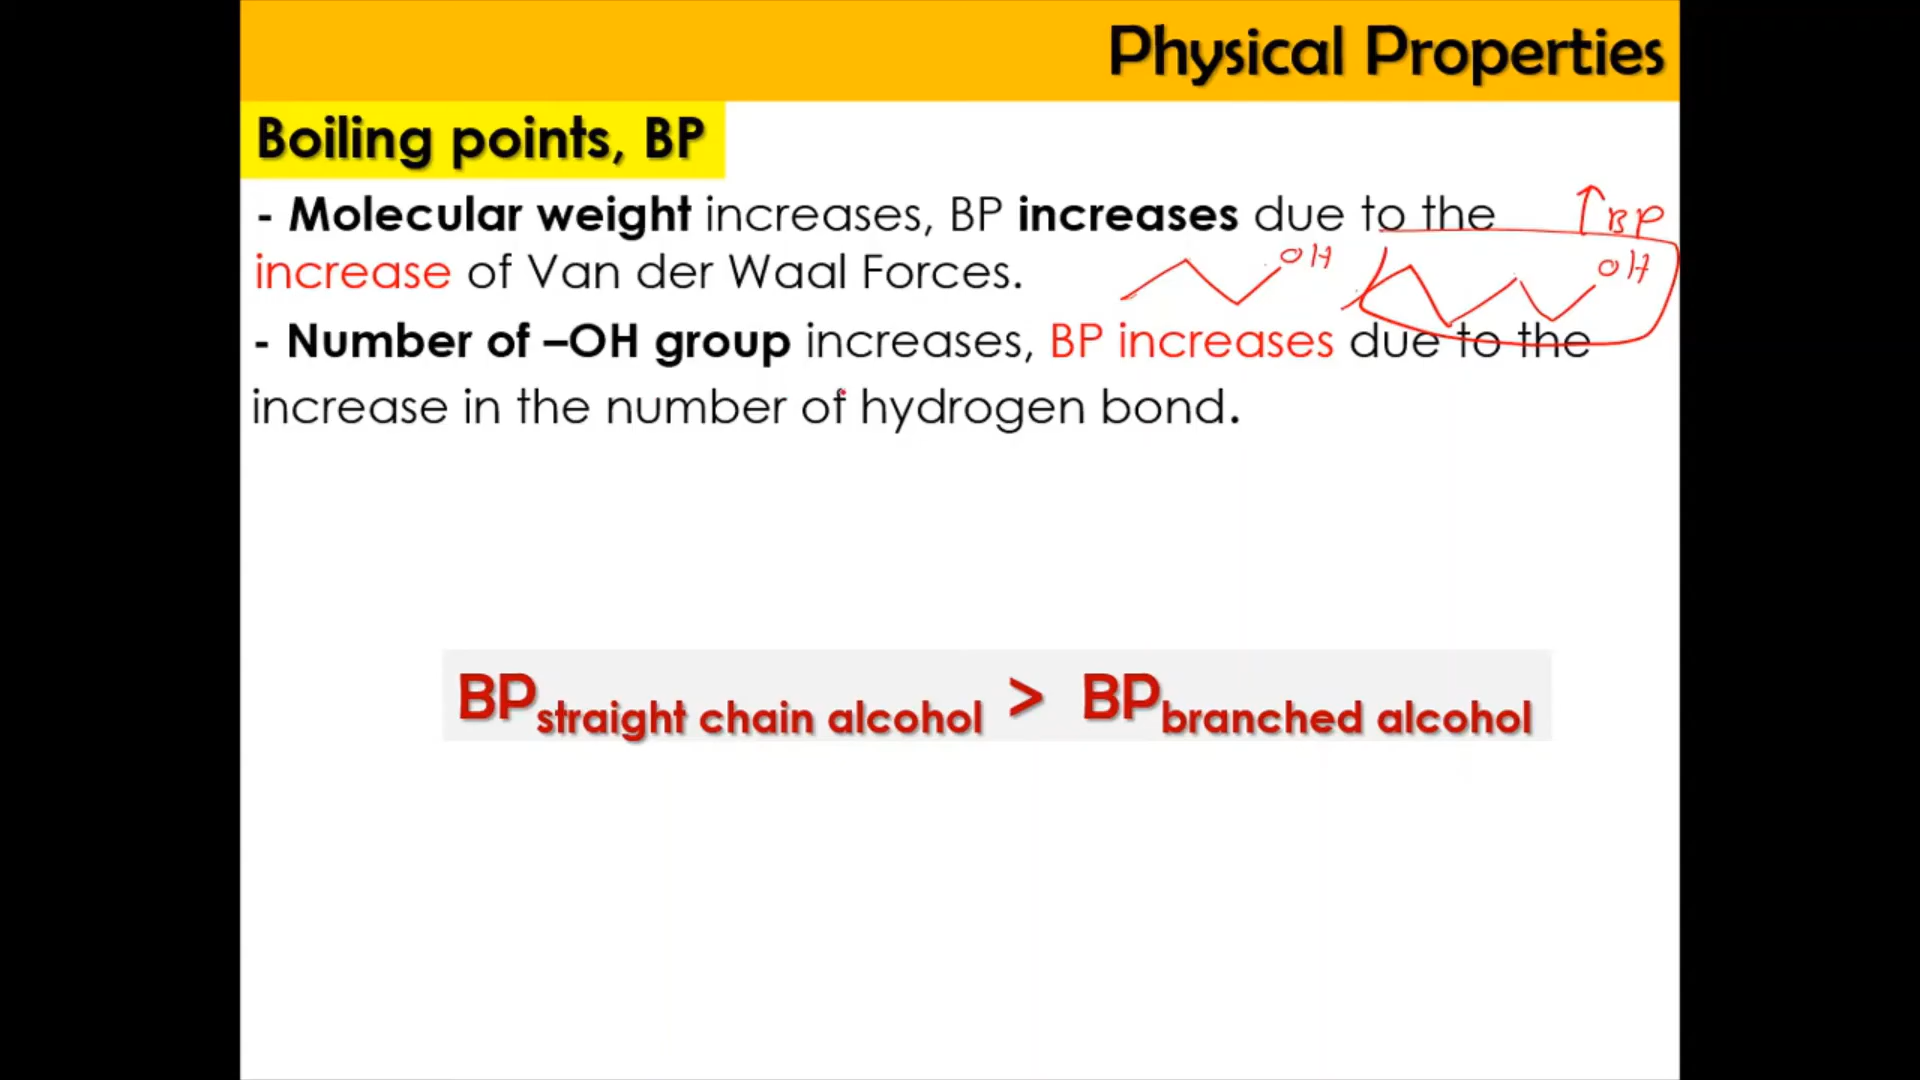 Physical Properties
Boiling points, BP
- Molecular weight increases, BP increases due to the
↑BP
increase of Van der Waal Forces.
OH
OH
- Number of –OH group increases, BP increases due to the
increase in the number of hydrogen bond.
BPstraight chain alcohol > BPbranched alcohol